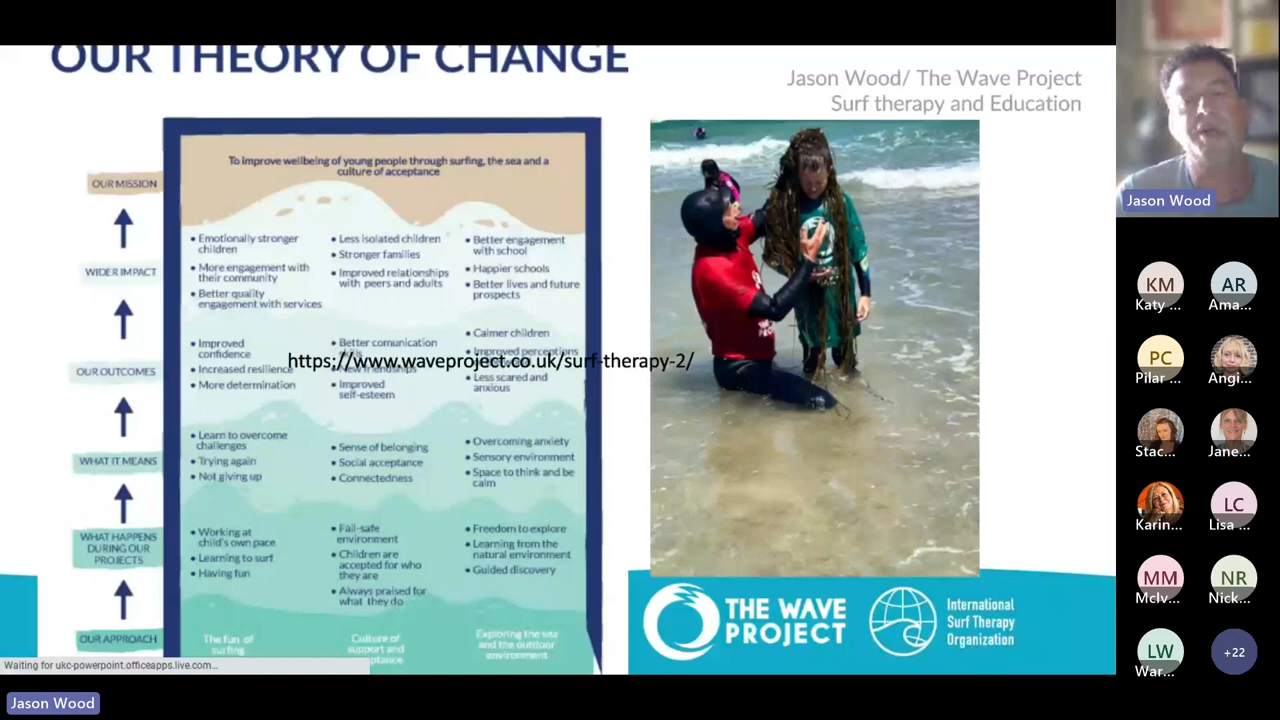 OUR THEORY OF CHANGE
Jason Wood/ The Wave Project
Surf therapy and Education
To improve wellbeing of young people through surfing, the sea and a
culture of acceptance
OUR MISSION
WIDER IMPACT
• Emotionally stronger
children
• More engagement with
their community
• Better quality
engagement with services
• Less isolated children
• Stronger families
• Improved relationships
with peers and adults
• Better engagement
with school
• Happier schools
• Better lives and future
prospects
OUR OUTCOMES
• Improved
confidence
• Increased resilience
• More determination
• Better comunication
skills
• New friendships
• Improved
self-esteem
• Calmer children
• Improved perceptions
• Less scared and
anxious
https://www.waveproject.co.uk/surf-therapy-2/
WHAT IT MEANS
• Learn to overcome
challenges
• Trying again
• Not giving up
• Sense of belonging
• Social acceptance
• Connectedness
• Overcoming anxiety
• Sensory environment
• Space to think and be
calm
WHAT HAPPENS
DURING OUR
PROJECTS
• Working at
child's own pace
• Learning to surf
• Having fun
• Fail-safe
environment
• Children are
accepted for who
they are
• Always praised for
what they do
• Freedom to explore
• Learning from the
natural environment
• Guided discovery
OUR APPROACH
The fun of
surfing
Culture of
support and
Exploring the sea
and the outdoor
environment
THE WAVE
PROJECT
International
Surf Therapy
Organization
Waiting for ukc-powerpoint.officeapps.live.com...
Jason Wood
Jason Wood
KM
AR
Katy ...
Ama...
PC
Pilar ...
Angi...
Stac...
Jane...
LC
Karin...
Lisa ...
MM
NR
McIv...
Nick...
LW
+22
War...